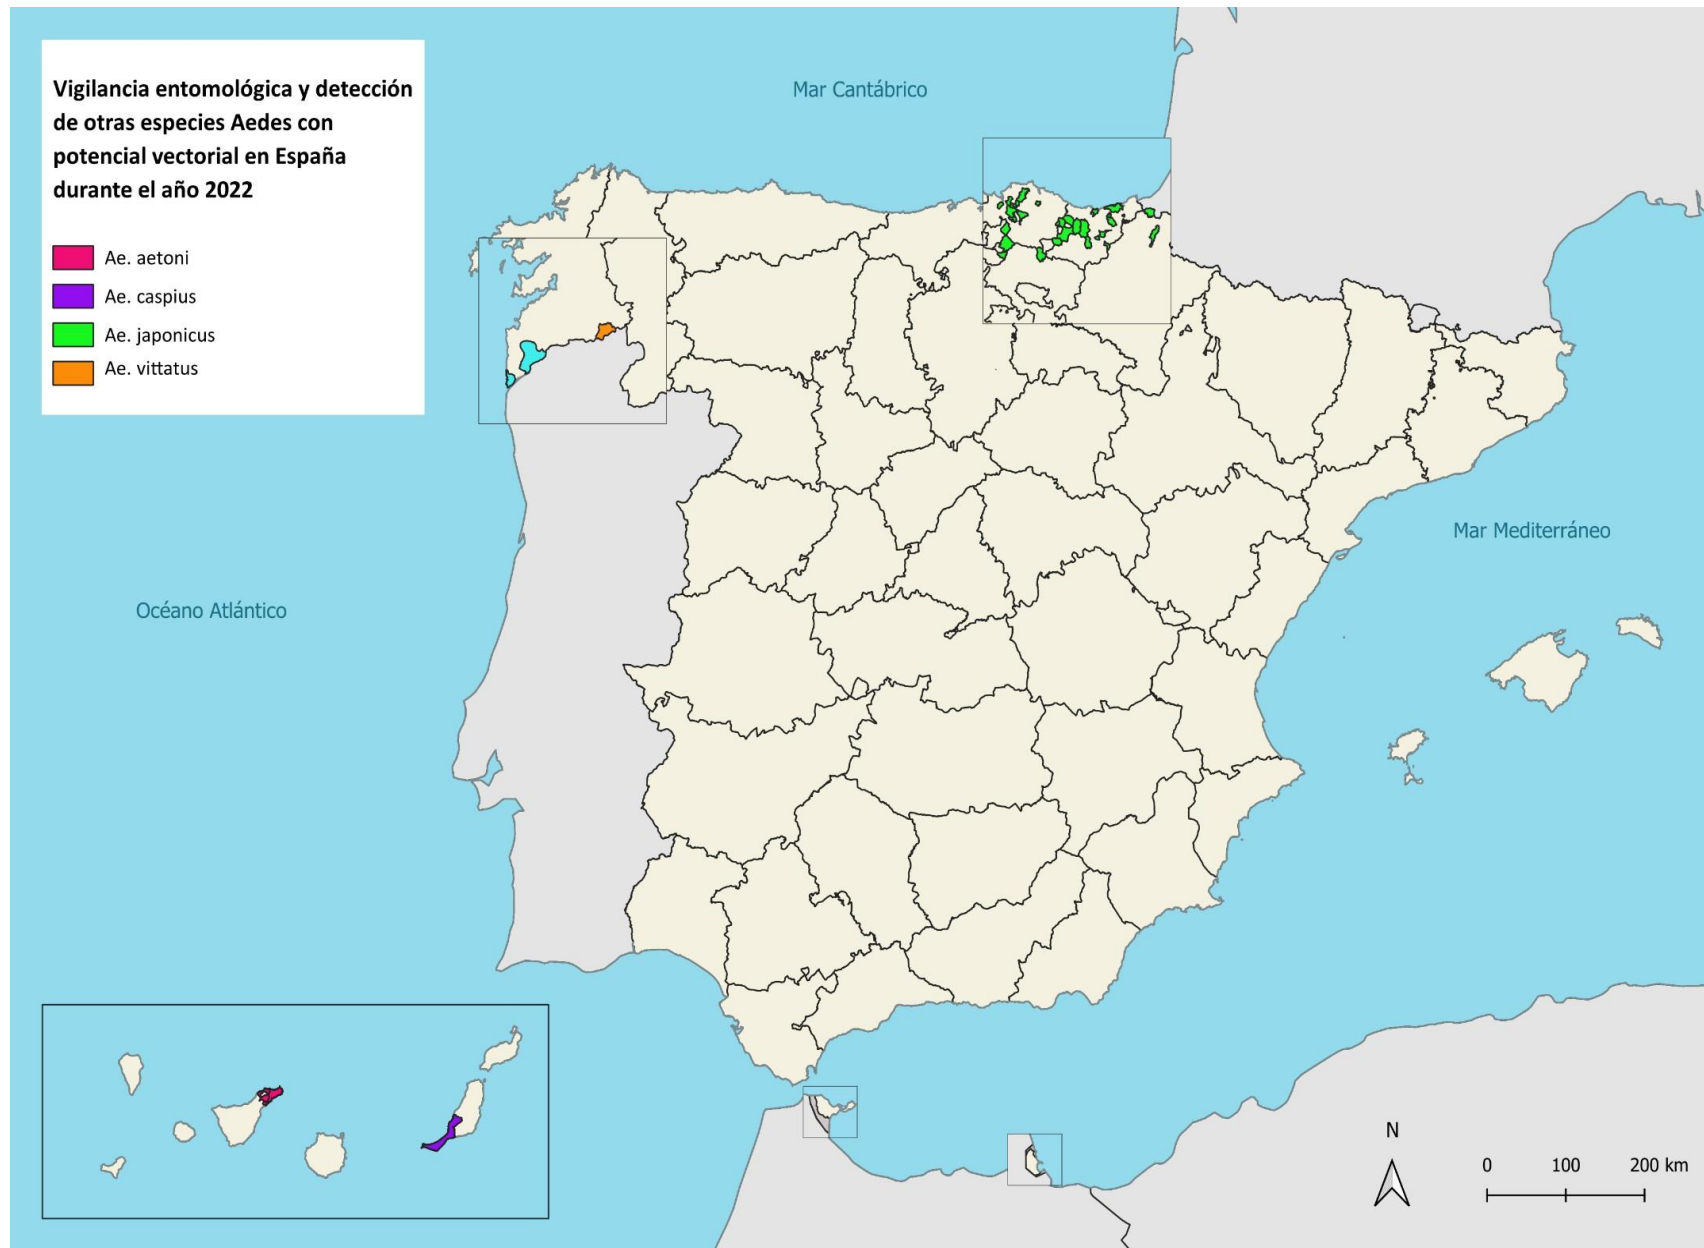 Vigilancia entomológica y detección
de otras especies Aedes con
potencial vectorial en España
durante el año 2022
Ae. aetoni
Ae. caspius
Ae. japonicus
Ae. vittatus
Mar Cantábrico
Océano Atlántico
Mar Mediterráneo
N
0 100 200 km